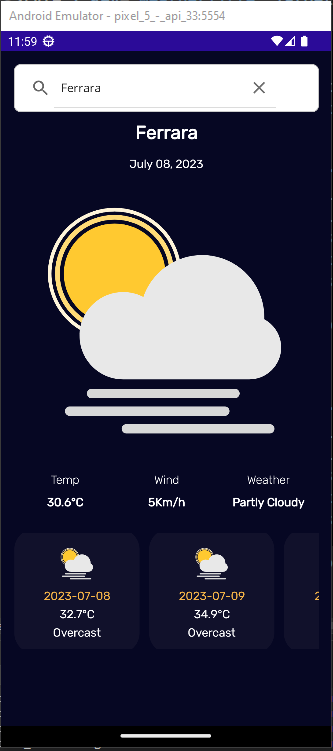 Android Emulator - pixel_5_-_api_33:5554
11:59
Ferrara
Ferrara
July 08, 2023
Temp Wind Weather
30.6°C 5Km/h Partly Cloudy
2023-07-08 2023-07-09
32.7°C 34.9°C
Overcast Overcast